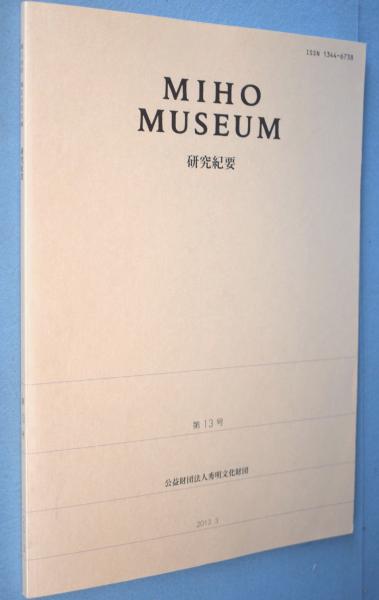 ISSN 1344-6738
MIHO
MUSEUM
研究紀要
第13号
公益財団法人秀明文化財団
2013.3